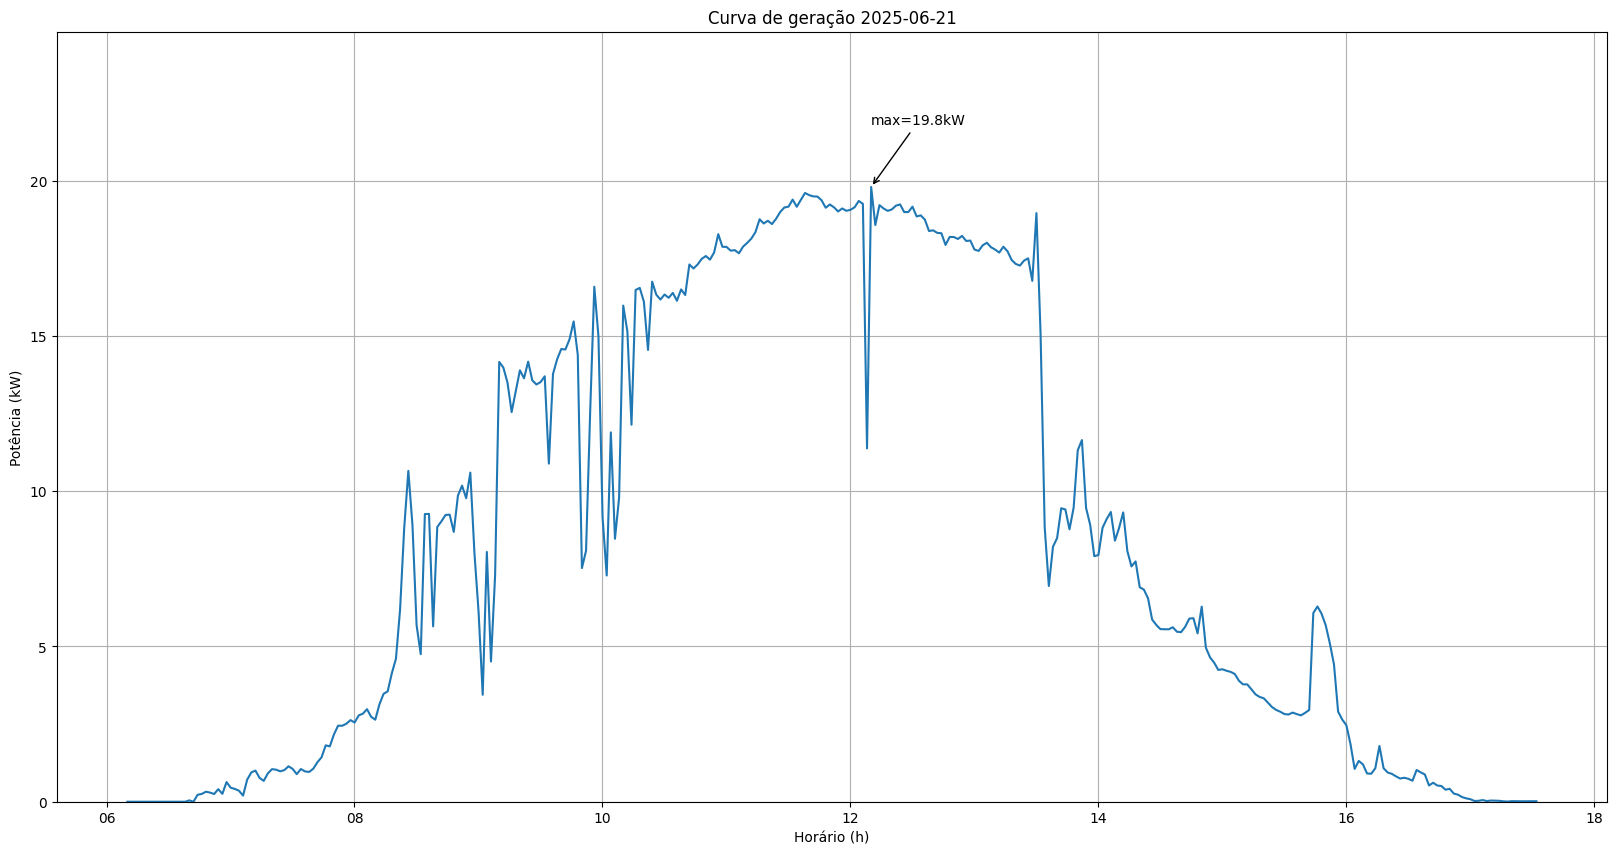 Curva de geração 2025-06-21
max=19.8kW
Potência (kW)
20
15
10
5
0
06 08 10 12 14 16 18
Horário (h)